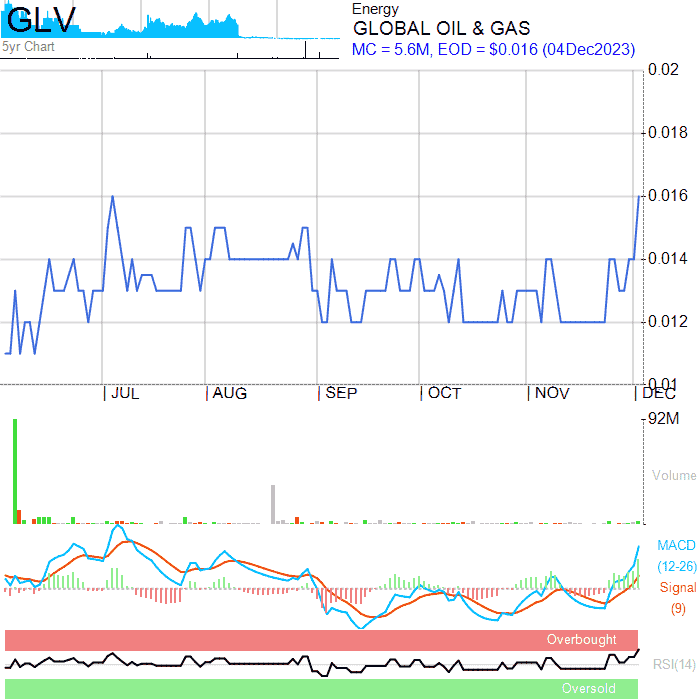 GLV
5yr Chart
Energy
GLOBAL OIL & GAS
MC = 5.6M, EOD = $0.016 (04Dec2023)
0.02
0.018
0.016
0.014
0.012
0.01
JUL AUG SEP OCT NOV DEC
92M
Volume
MACD
(12-26)
Signal
(9)
Overbought
RSI(14)
Oversold